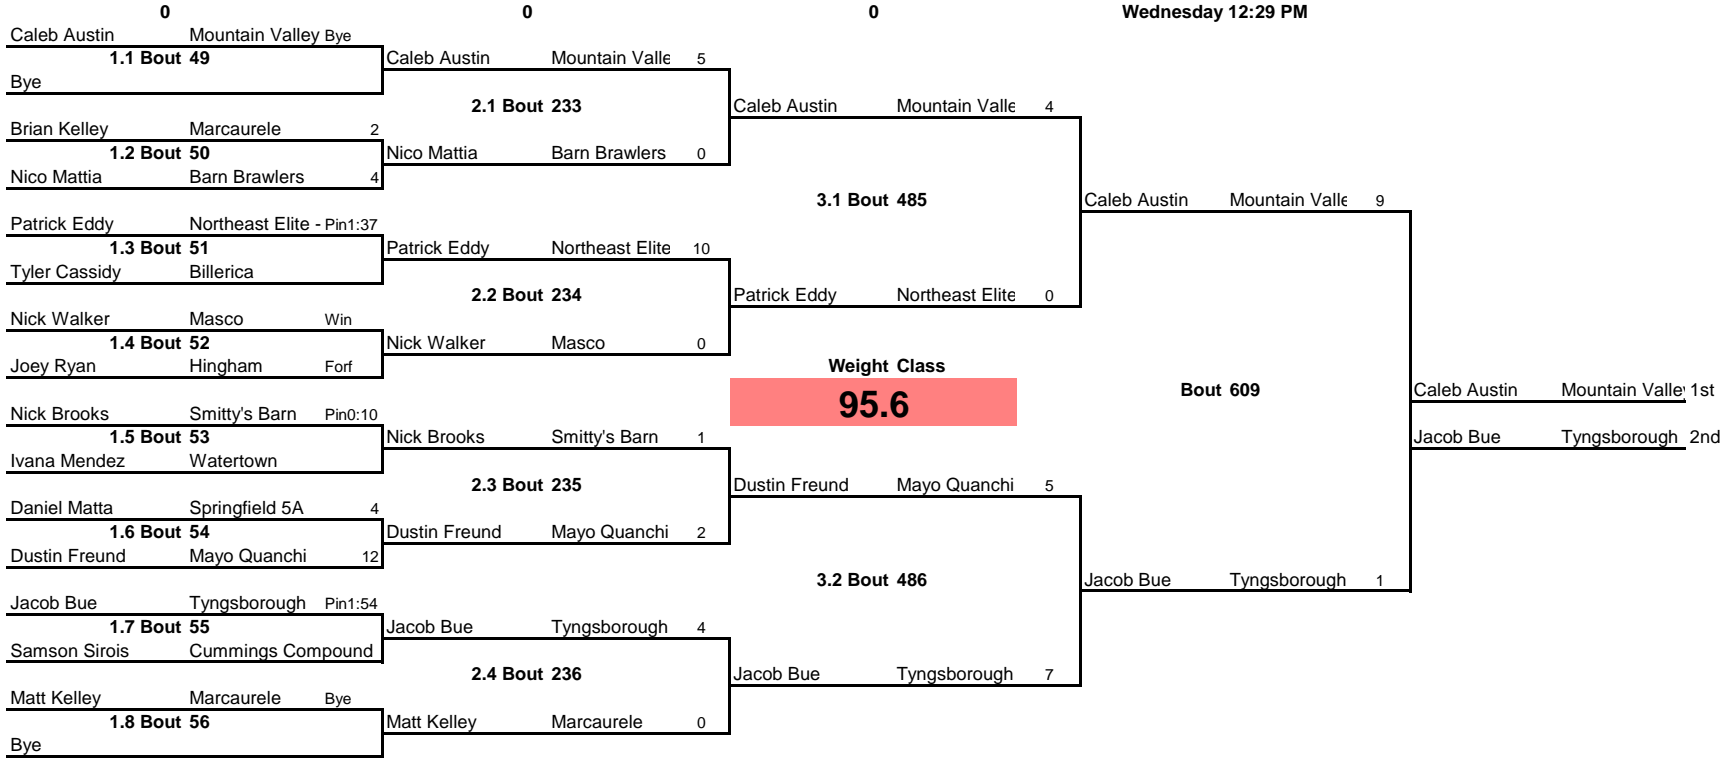 0 0 0 Wednesday 12:29 PM
Caleb Austin Mountain Valley Bye
1.1 Bout 49
Caleb Austin Mountain Valle 5
Bye
2.1 Bout 233
Caleb Austin Mountain Valle 4
Brian Kelley Marcaurele 2
1.2 Bout 50
Nico Mattia Barn Brawlers 0
Nico Mattia Barn Brawlers 4
3.1 Bout 485
Caleb Austin Mountain Valle 9
Patrick Eddy Northeast Elite - Pin1:37
1.3 Bout 51
Patrick Eddy Northeast Elite 10
Tyler Cassidy Billerica
2.2 Bout 234
Patrick Eddy Northeast Elite 0
Nick Walker Masco Win
1.4 Bout 52
Nick Walker Masco 0
Joey Ryan Hingham Forf
Weight Class
95.6
Bout 609
Caleb Austin Mountain Valley 1st
Nick Brooks Smitty's Barn Pin0:10
1.5 Bout 53
Nick Brooks Smitty's Barn 1
Jacob Bue Tyngsborough 2nd
Ivana Mendez Watertown
2.3 Bout 235
Dustin Freund Mayo Quanchi 5
Daniel Matta Springfield 5A 4
1.6 Bout 54
Dustin Freund Mayo Quanchi 2
Dustin Freund Mayo Quanchi 12
3.2 Bout 486
Jacob Bue Tyngsborough 1
Jacob Bue Tyngsborough Pin1:54
1.7 Bout 55
Jacob Bue Tyngsborough 4
Samson Sirois Cummings Compound
2.4 Bout 236
Jacob Bue Tyngsborough 7
Matt Kelley Marcaurele Bye
1.8 Bout 56
Matt Kelley Marcaurele 0
Bye